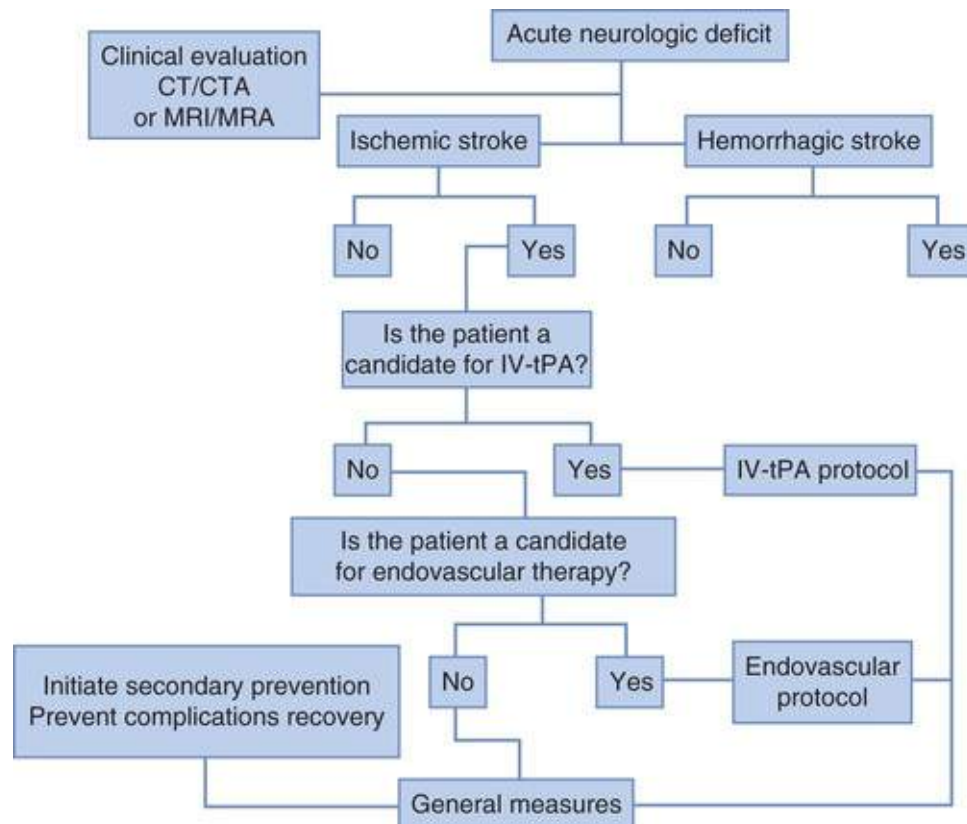 Acute neurologic deficit
Clinical evaluation
CT/CTA
or MRI/MRA
Ischemic stroke
Hemorrhagic stroke
No
Yes
No
Yes
Is the patient a
candidate for IV-tPA?
No
Yes
IV-tPA protocol
Is the patient a candidate
for endovascular therapy?
No
Yes
Endovascular
protocol
Initiate secondary prevention
Prevent complications recovery
General measures